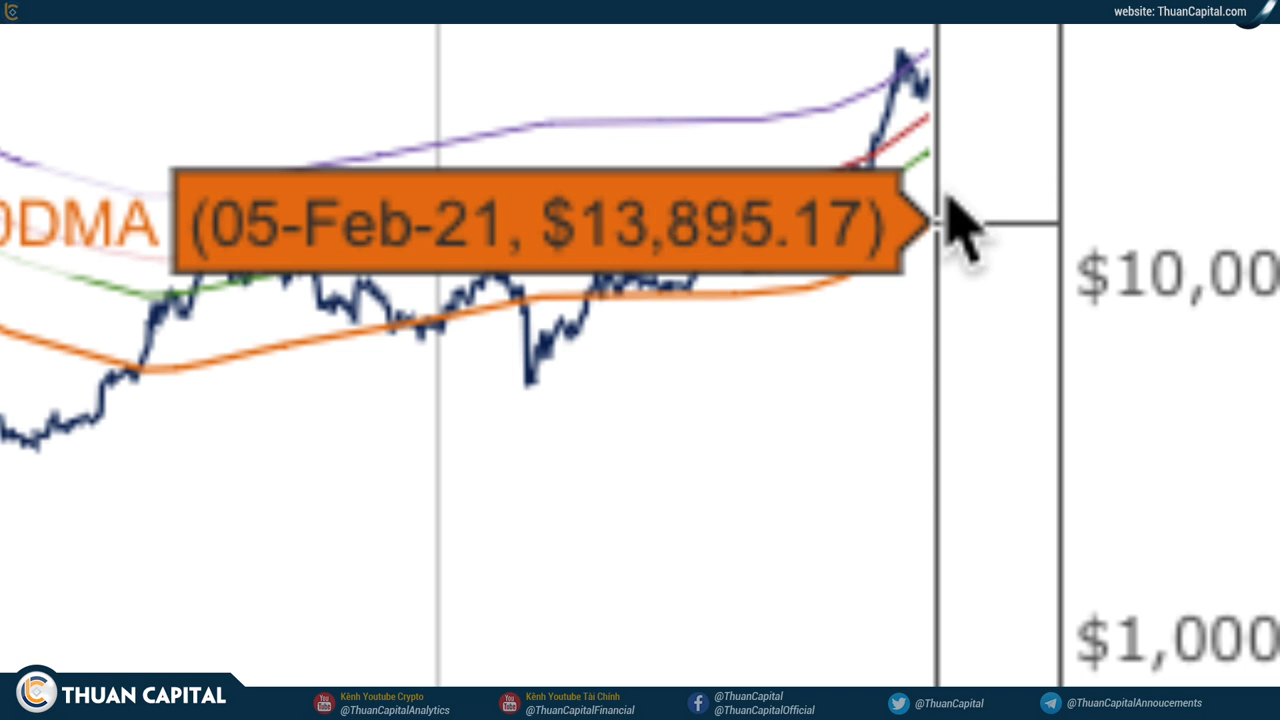 website: ThuanCapital.com
DMA
(05-Feb-21, $13,895.17)
$10,00
$1,000
THUAN CAPITAL
Kênh Youtube Crypto
@ThuanCapitalAnalytics
Kênh Youtube Tài Chính
@ThuanCapitalFinancial
@ThuanCapital
@ThuanCapitalOfficial
@ThuanCapital
@ThuanCapitalAnnoucements